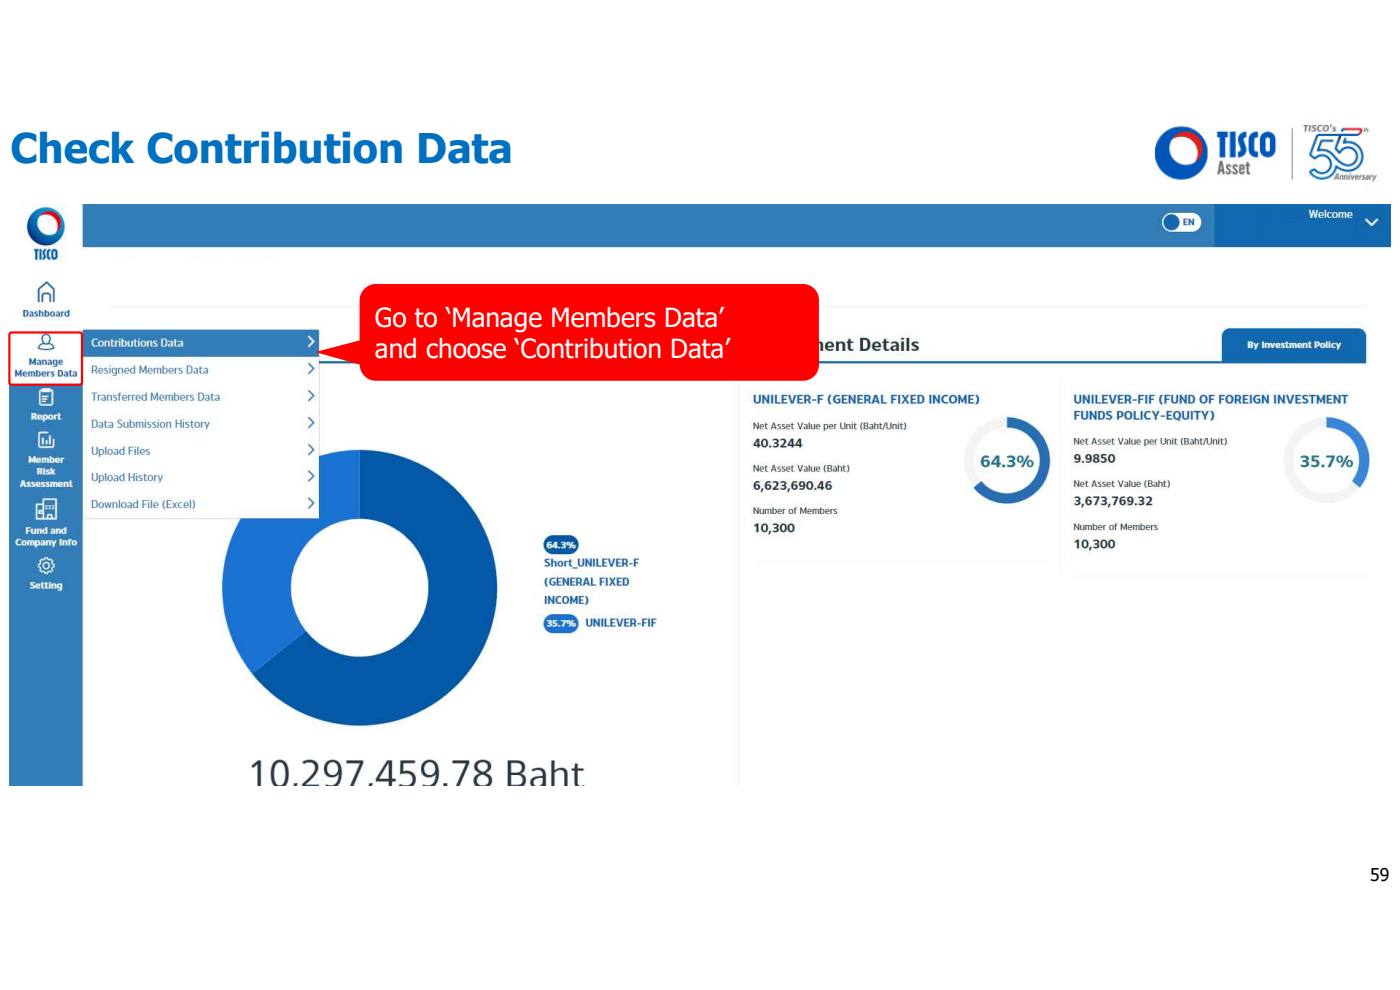 Check Contribution Data
TISCO
Asset
TISCO's
55th
Anniversary
TISCO
EN
Welcome
Dashboard
Manage
Members Data
Report
Member
Risk
Assessment
Fund and
Company Info
Setting
Contributions Data
Resigned Members Data
Transferred Members Data
Data Submission History
Upload Files
Upload History
Download File (Excel)
Go to ‘Manage Members Data’
and choose ‘Contribution Data’
Details
By Investment Policy
64.3%
Short_UNILEVER-F
(GENERAL FIXED
INCOME)
35.7% UNILEVER-FIF
10,297,459.78 Baht
UNILEVER-F (GENERAL FIXED INCOME)
Net Asset Value per Unit (Baht/Unit)
40.3244
Net Asset Value (Baht)
6,623,690.46
Number of Members
10,300
64.3%
UNILEVER-FIF (FUND OF FOREIGN INVESTMENT
FUNDS POLICY-EQUITY)
Net Asset Value per Unit (Baht/Unit)
9.9850
Net Asset Value (Baht)
3,673,769.32
Number of Members
10,300
35.7%
59